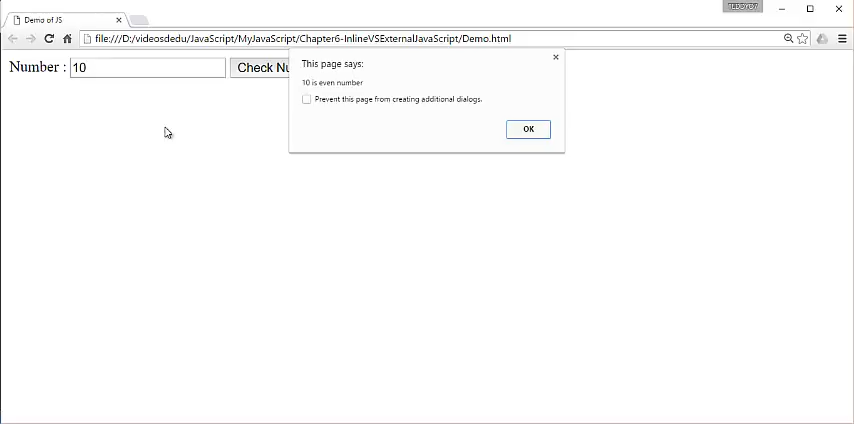 TEDDYD7
Demo of JS
file:///D:/videosdedu/JavaScript/MyJavaScript/Chapter6-InlineVSExternalJavaScript/Demo.html
Number : 10 Check Nu
This page says:
10 is even number
Prevent this page from creating additional dialogs.
OK